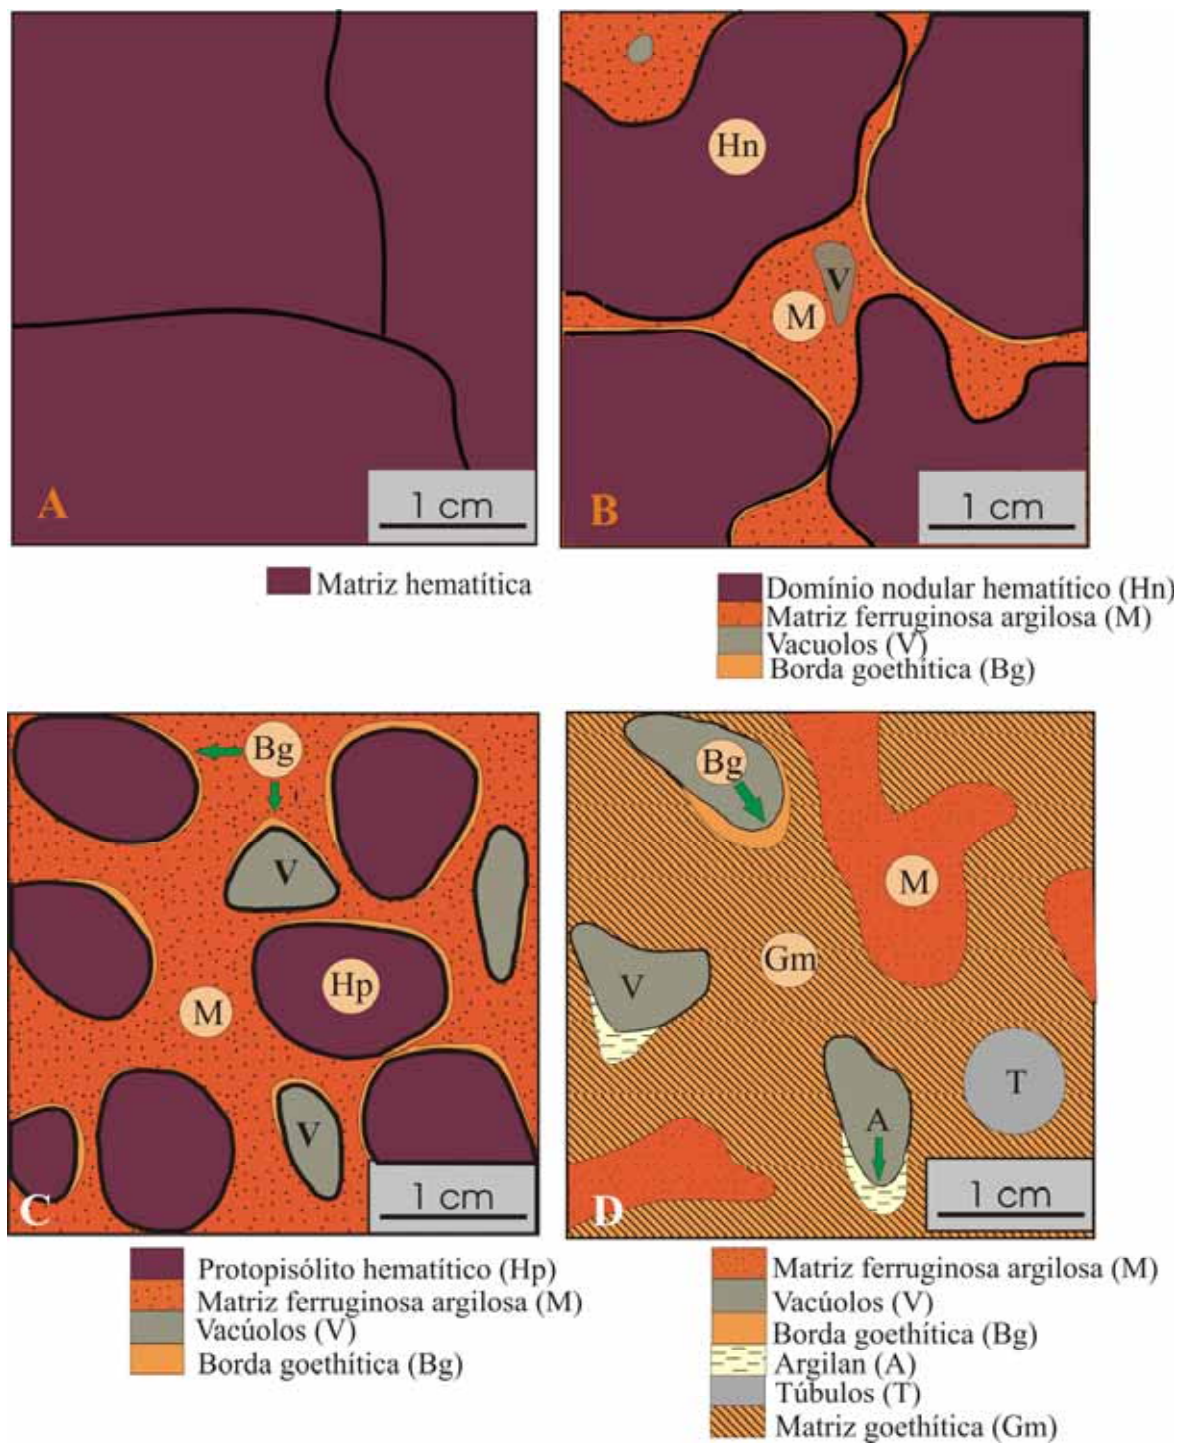 A
1 cm
Matriz hematítica
Hn
V
M
B
1 cm
Domínio nodular hematítico (Hn)
Matriz ferruginosa argilosa (M)
Vacuolos (V)
Borda goethítica (Bg)
Bg
V
Hp
M
V
C
1 cm
Protopisólito hematítico (Hp)
Matriz ferruginosa argilosa (M)
Vacúolos (V)
Borda goethítica (Bg)
Bg
M
Gm
V
T
A
D
1 cm
Matriz ferruginosa argilosa (M)
Vacúolos (V)
Borda goethítica (Bg)
Argilan (A)
Túbulos (T)
Matriz goethítica (Gm)